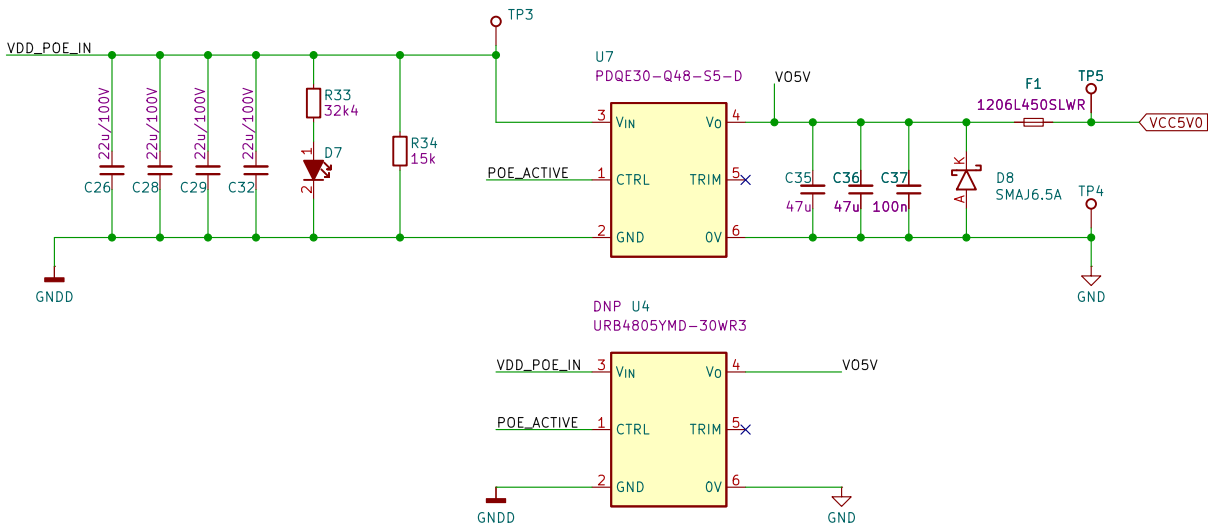 TP3
VDD_POE_IN
U7
PDQE30-Q48-S5-D
VO5V
F1
1206L450SLWR
TP5
VCC5V0
22u/100V
22u/100V
22u/100V
22u/100V
C26
C28
C29
C32
R33
32k4
1
D7
2
R34
15k
3
VIN
VO
4
POE_ACTIVE
1
CTRL
TRIM
5
2
GND
0V
6
C35
47u
C36
47u
C37
100n
K
A
D8
SMAJ6.5A
TP4
GNDD
GND
DNP U4
URB4805YMD-30WR3
VDD_POE_IN
3
VIN
VO
4
VO5V
POE_ACTIVE
1
CTRL
TRIM
5
2
GND
0V
6
GNDD
GND